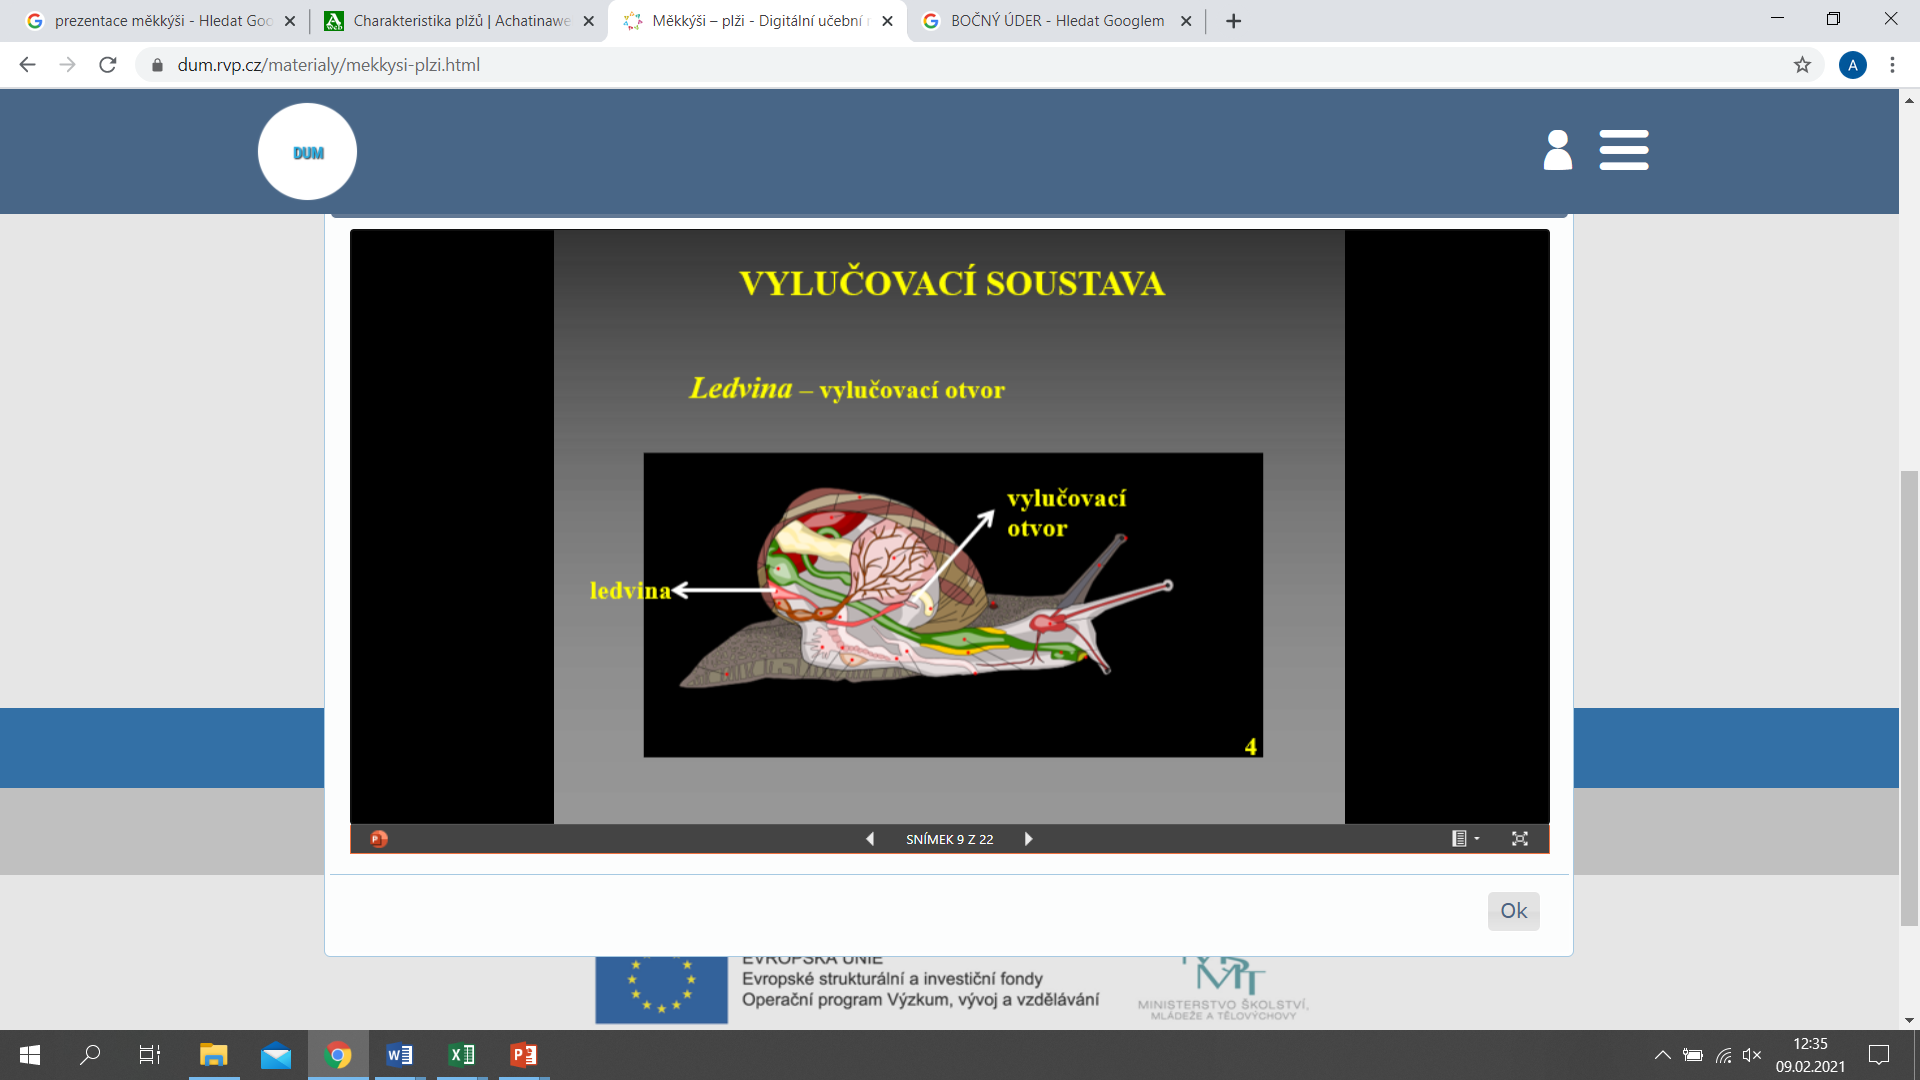 prezentace měkkýši - Hledat Goo
Charakteristika plžů | Achatinawe
Měkkýši – plži - Digitální učební
BOČNÝ ÚDER - Hledat Googlem
dum.rvp.cz/materialy/mekkysi-plzi.html
A
DUM
VYLUČOVACÍ SOUSTAVA
Ledvina – vylučovací otvor
vylučovací
otvor
ledvina
4
SNÍMEK 9 Z 22
Ok
EVROPSKÁ UNIE
Evropské strukturální a investiční fondy
Operační program Výzkum, vývoj a vzdělávání
MINISTERSTVO ŠKOLSTVÍ,
MLÁDEŽE A TĚLOVÝCHOVY
12:35
09.02.2021